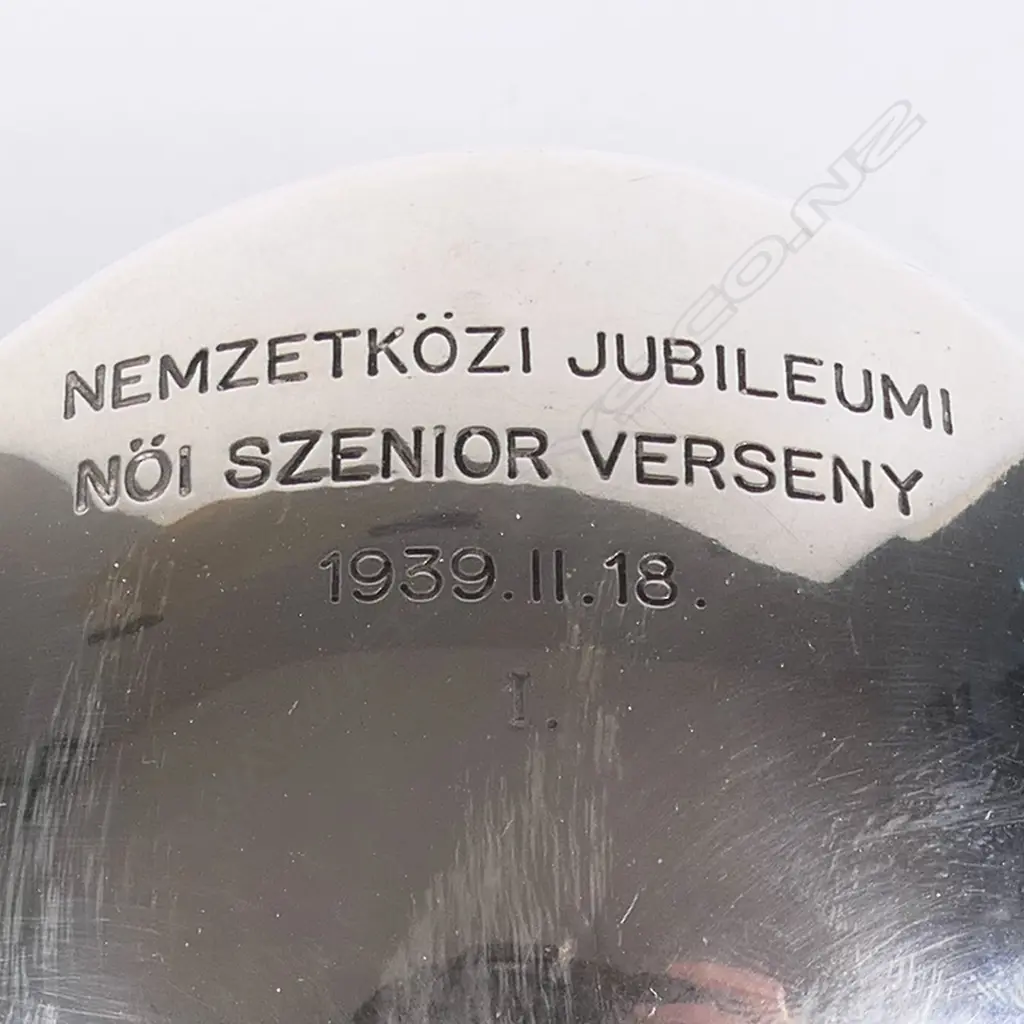 NEMZETKÖZI JUBILEUMI
NÖI SZENIOR VERSENY
1939.II.18.
I.